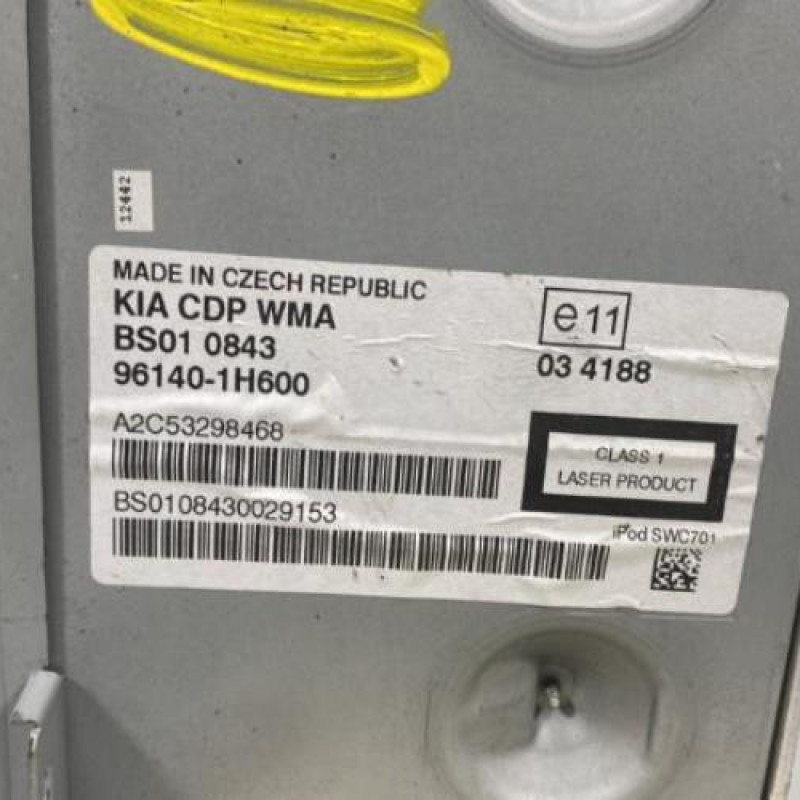 12442
MADE IN CZECH REPUBLIC
KIA CDP WMA
BS01 0843
96140-1H600
e11
03 4188
A2C53298468
CLASS 1
LASER PRODUCT
BS0108430029153
iPod SWC701